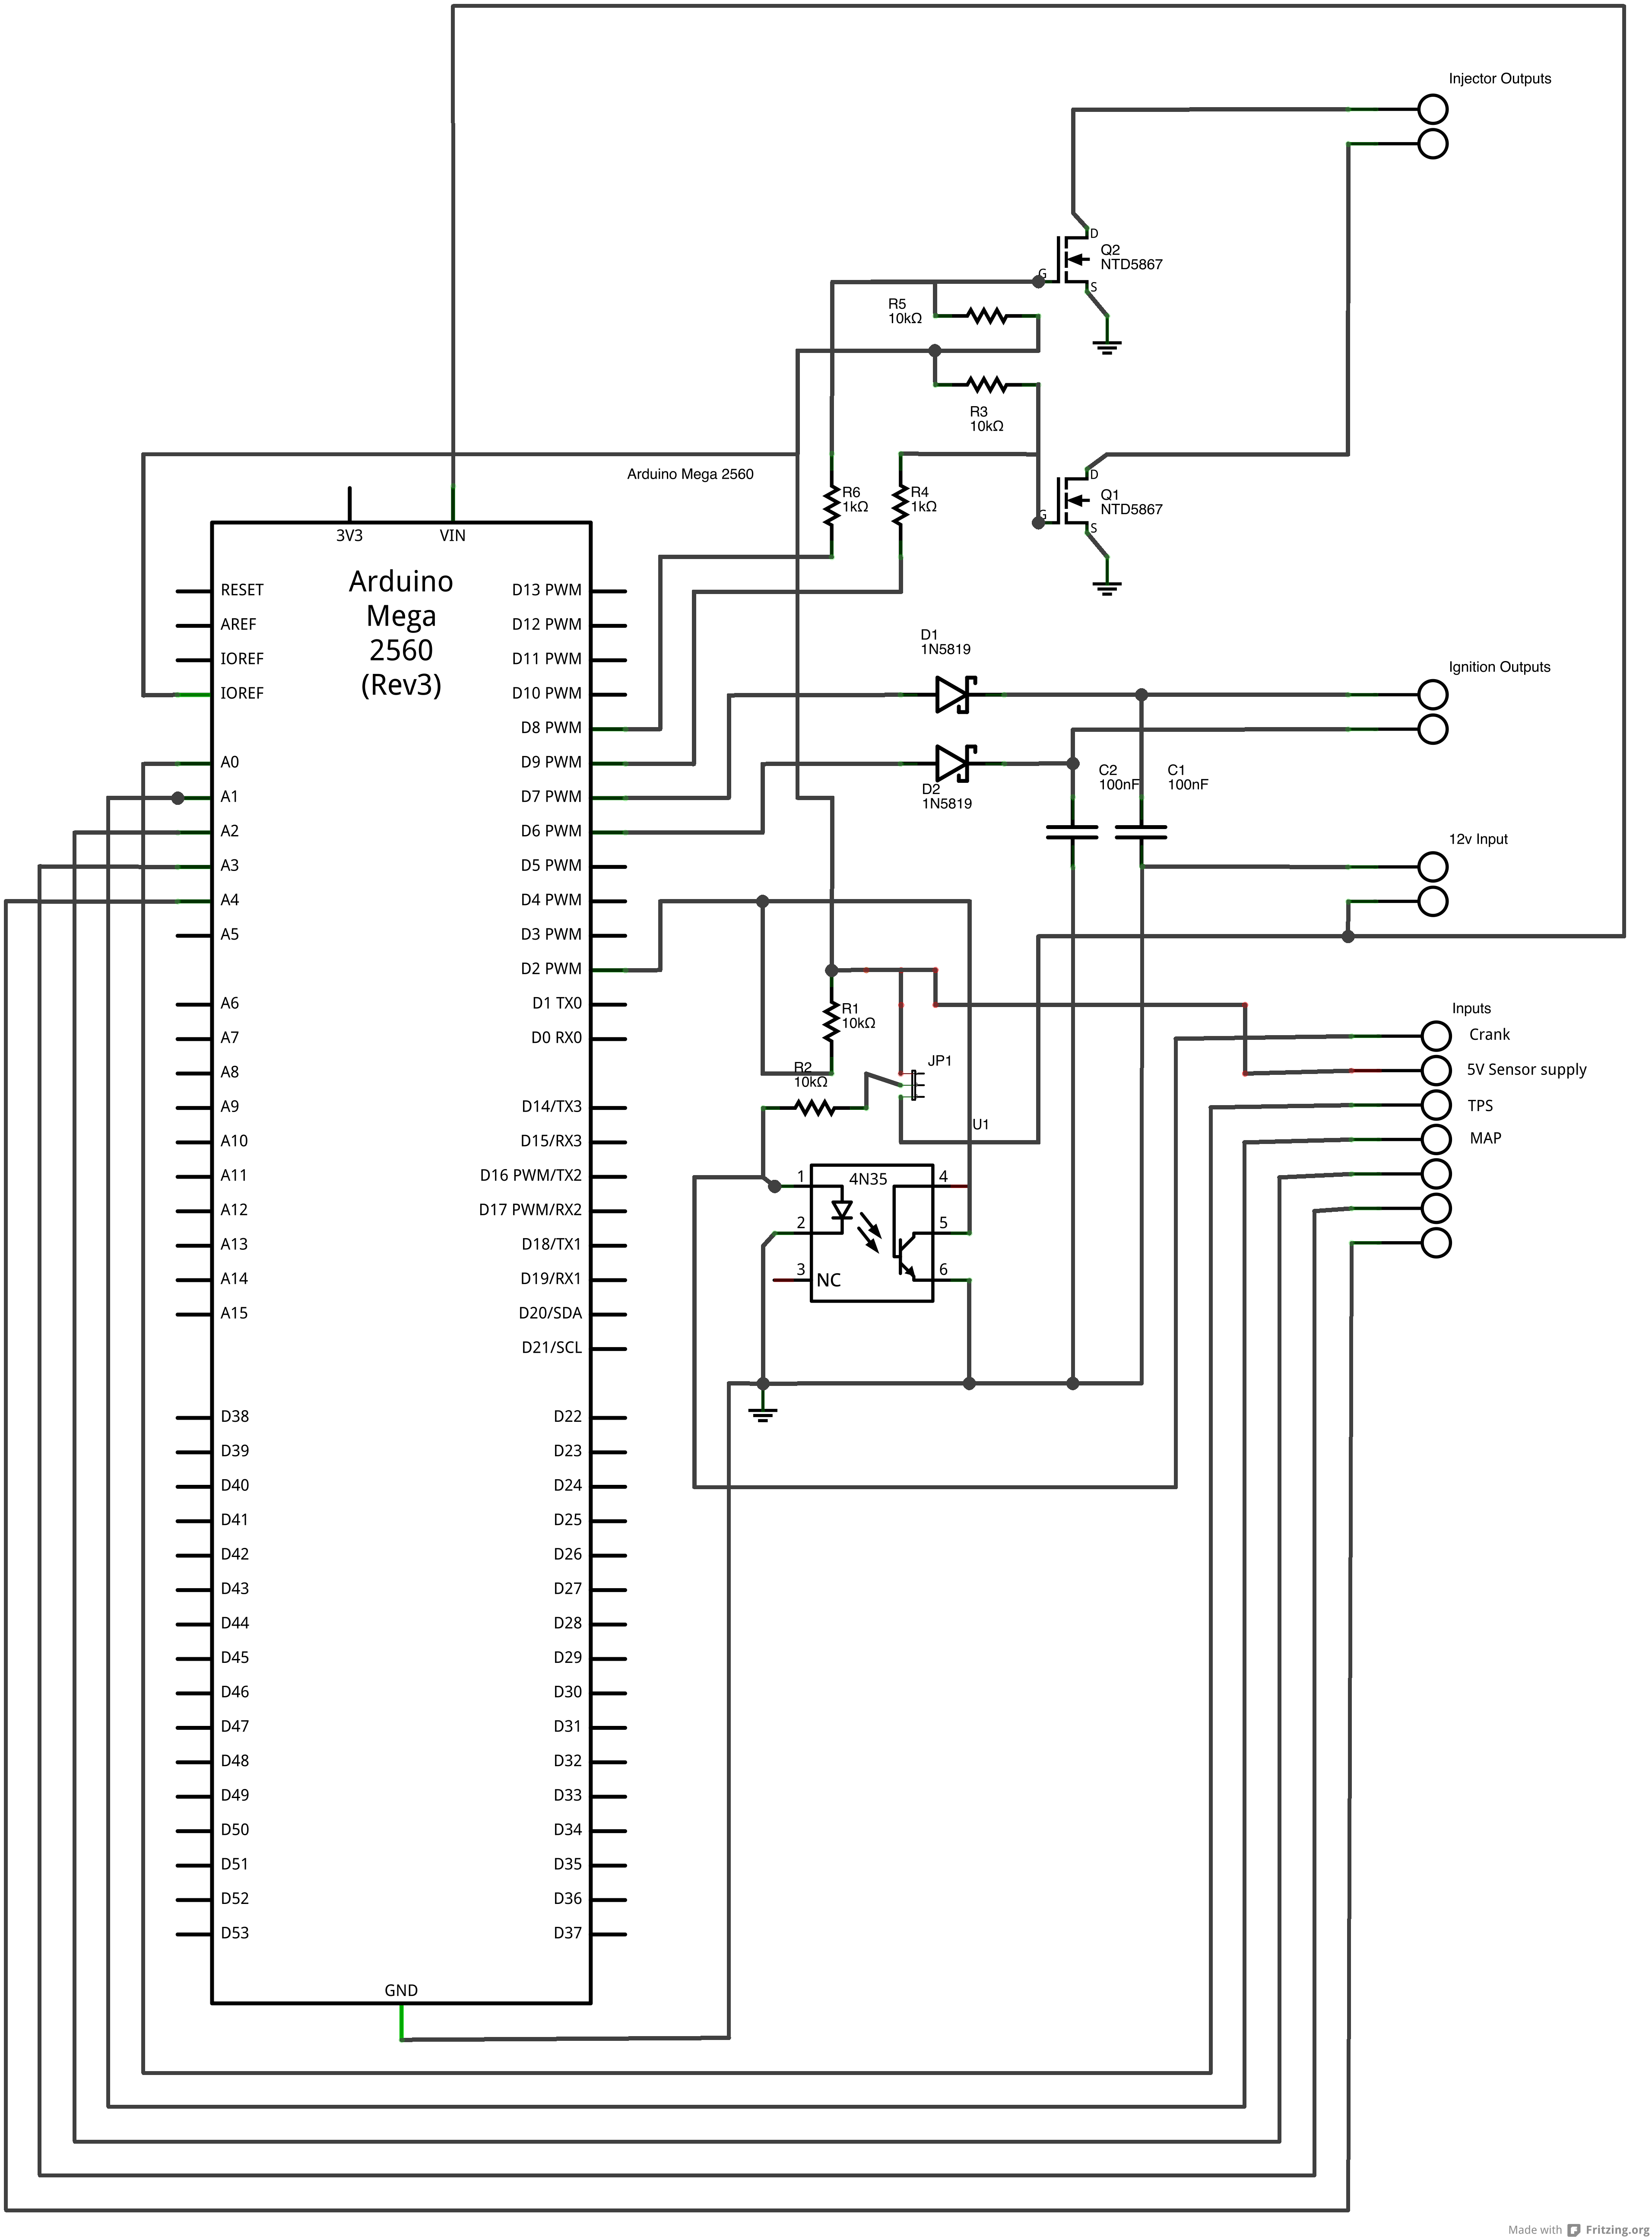 Injector Outputs
D
Q2
NTD5867
G
S
R5
10kΩ
R3
10kΩ
Arduino Mega 2560
R6
1kΩ
R4
1kΩ
D
Q1
NTD5867
G
S
3V3
VIN
Arduino
Mega
2560
(Rev3)
RESET
AREF
IOREF
IOREF
A0
A1
A2
A3
A4
A5
A6
A7
A8
A9
A10
A11
A12
A13
A14
A15
D38
D39
D40
D41
D42
D43
D44
D45
D46
D47
D48
D49
D50
D51
D52
D53
D13 PWM
D12 PWM
D11 PWM
D10 PWM
D8 PWM
D9 PWM
D7 PWM
D6 PWM
D5 PWM
D4 PWM
D3 PWM
D2 PWM
D1 TX0
D0 RX0
D14/TX3
D15/RX3
D16 PWM/TX2
D17 PWM/RX2
D18/TX1
D19/RX1
D20/SDA
D21/SCL
D22
D23
D24
D25
D26
D27
D28
D29
D30
D31
D32
D33
D34
D35
D36
D37
GND
D1
1N5819
D2
1N5819
Ignition Outputs
C2
100nF
C1
100nF
12v Input
R1
10kΩ
R2
10kΩ
JP1
U1
4N35
1
2
3
NC
4
5
6
Inputs
Crank
5V Sensor supply
TPS
MAP
Made with Fritzing.org